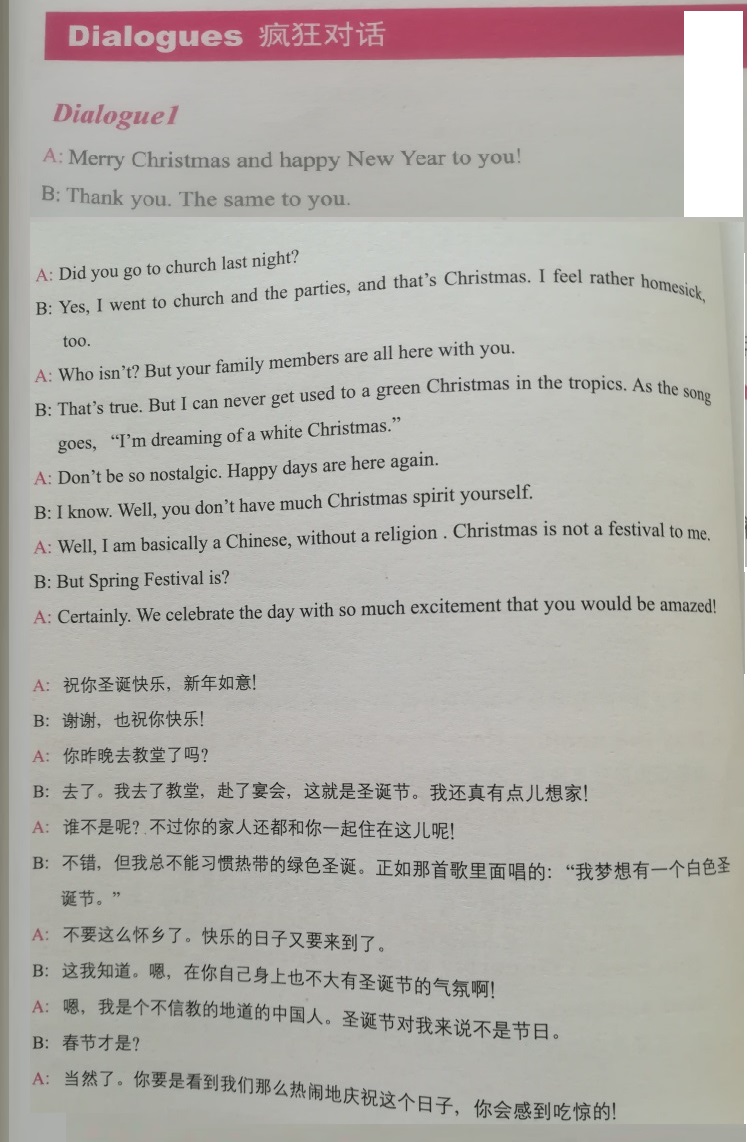 Dialogues 疯狂对话
Dialogue1
A: Merry Christmas and happy New Year to you!
B: Thank you. The same to you.
A: Did you go to church last night?
B: Yes, I went to church and the parties, and that's Christmas. I feel rather homesick,
too.
A: Who isn't? But your family members are all here with you.
B: That's true. But I can never get used to a green Christmas in the tropics. As the song
goes, “I'm dreaming of a white Christmas.”
A: Don't be so nostalgic. Happy days are here again.
B: I know. Well, you don't have much Christmas spirit yourself.
A: Well, I am basically a Chinese, without a religion . Christmas is not a festival to me.
B: But Spring Festival is?
A: Certainly. We celebrate the day with so much excitement that you would be amazed!
A: 祝你圣诞快乐，新年如意!
B: 谢谢，也祝你快乐!
A: 你昨晚去教堂了吗?
B: 去了。我去了教堂，赴了宴会，这就是圣诞节。我还真有点儿想家!
A: 谁不是呢? 不过你的家人还都和你一起住在这儿呢!
B: 不错，但我总不能习惯热带的绿色圣诞。正如那首歌里面唱的：“我梦想有一个白色圣
诞节。”
A: 不要这么怀乡了。快乐的日子又要来到了。
B: 这我知道。嗯，在你自己身上也不大有圣诞节的气氛啊!
A: 嗯，我是个不信教的地道的中国人。圣诞节对我来说不是节日。
B: 春节才是?
A: 当然了。你要是看到我们那么热闹地庆祝这个日子，你会感到吃惊的!